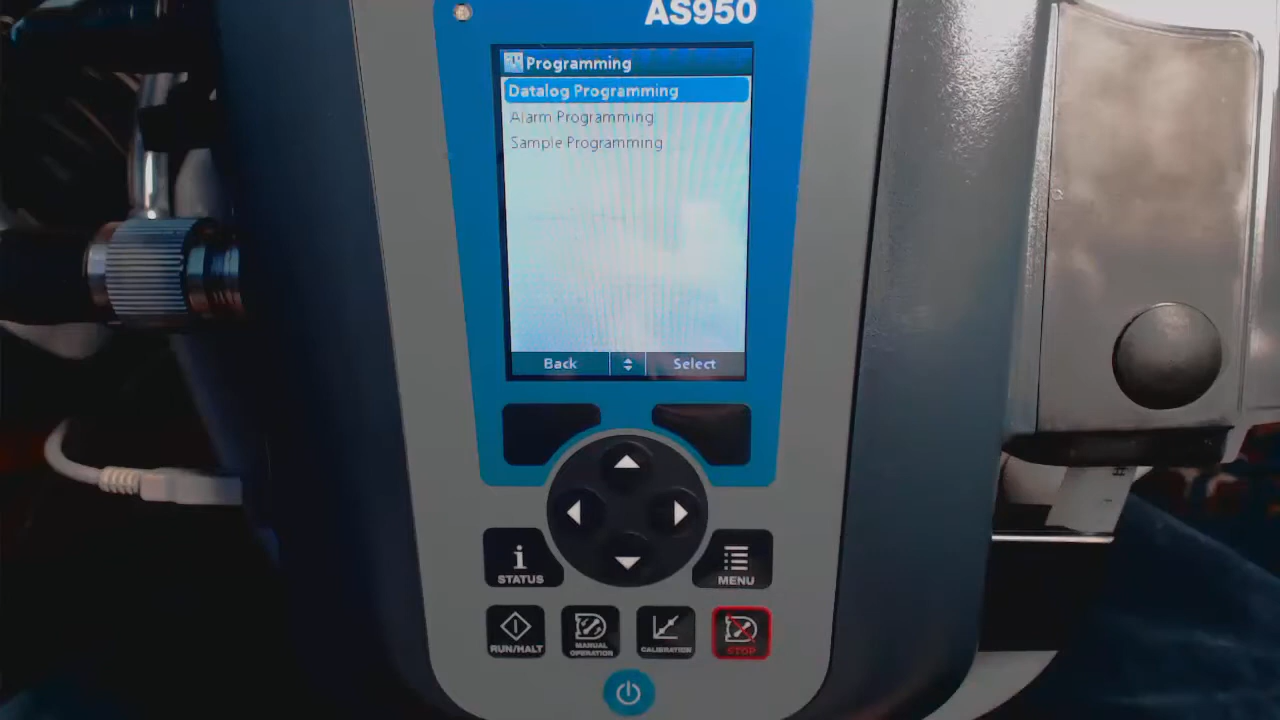 AS950
Programming
Datalog Programming
Alarm Programming
Sample Programming
Back Select
STATUS
MENU
RUN/HALT
MANUAL
OPERATION
CALIBRATION
STOP